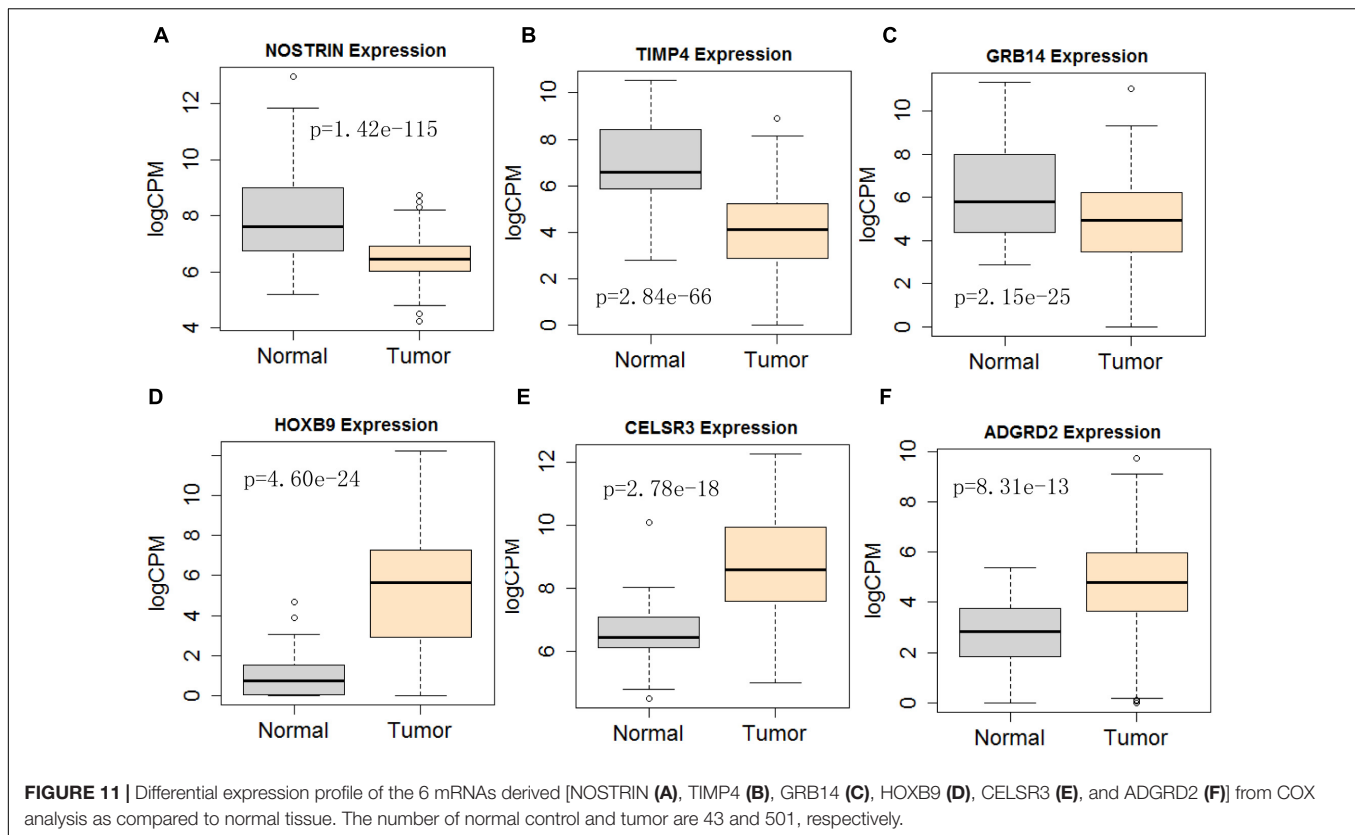 A
NOSTRIN Expression
logCPM
12
10
8
6
4
p=1.42e-115
Normal Tumor
B
TIMP4 Expression
logCPM
10
8
6
4
2
0
p=2.84e-66
Normal Tumor
C
GRB14 Expression
logCPM
10
8
6
4
2
0
p=2.15e-25
Normal Tumor
D
HOXB9 Expression
logCPM
10
8
6
4
2
0
p=4.60e-24
Normal Tumor
E
CELSR3 Expression
logCPM
12
10
8
6
p=2.78e-18
Normal Tumor
F
ADGRD2 Expression
logCPM
10
8
6
4
2
0
p=8.31e-13
Normal Tumor
FIGURE 11 | Differential expression profile of the 6 mRNAs derived [NOSTRIN (A), TIMP4 (B), GRB14 (C), HOXB9 (D), CELSR3 (E), and ADGRD2 (F)] from COX
analysis as compared to normal tissue. The number of normal control and tumor are 43 and 501, respectively.